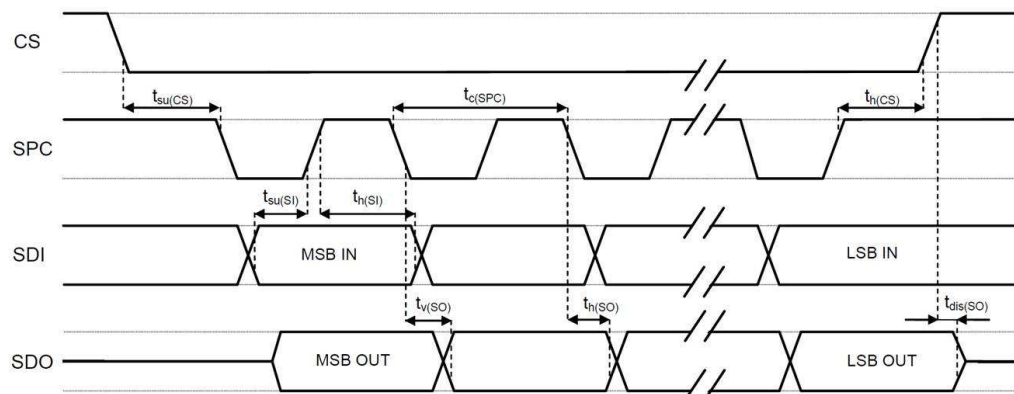 CS
tsu(CS)
tc(SPC)
th(CS)
SPC
tsu(SI)
th(SI)
SDI
MSB IN
LSB IN
tv(SO)
th(SO)
tdis(SO)
SDO
MSB OUT
LSB OUT